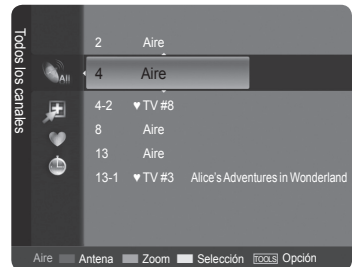 Todos los canales
All
2 Aire
4 Aire
4-2 ♥ TV #8
8 Aire
13 Aire
13-1 ♥ TV #3 Alice's Adventures in Wonderland
Aire Antena Zoom Selección TOOLS Opción